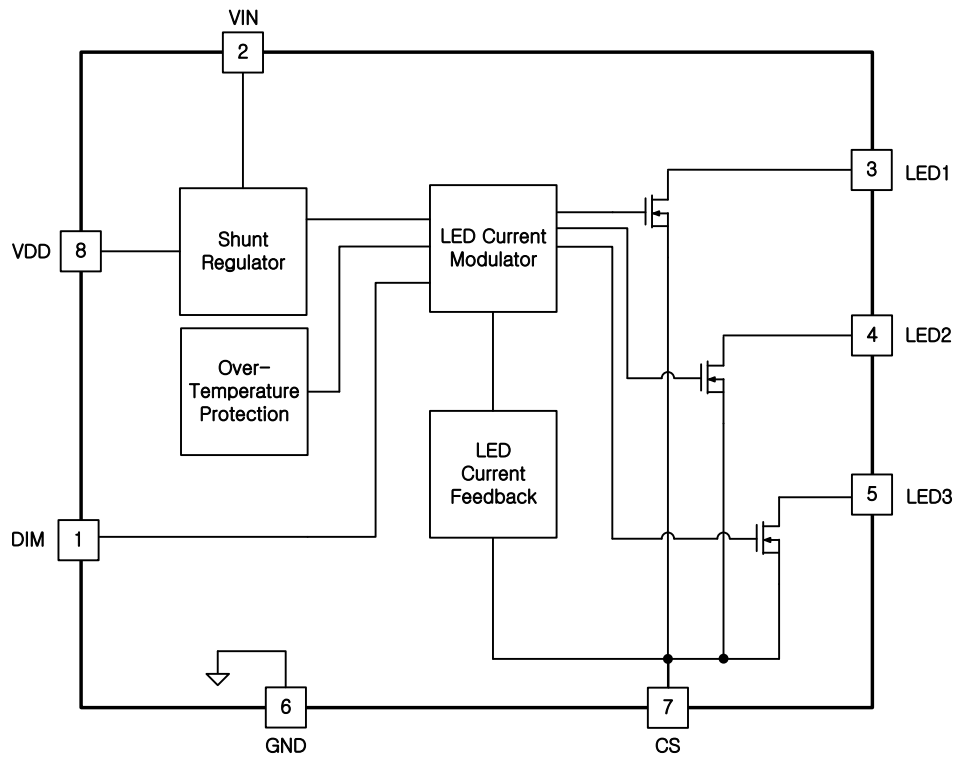 VIN
2
3
LED1
Shunt
Regulator
LED Current
Modulator
VDD
8
4
LED2
Over-
Temperature
Protection
LED
Current
Feedback
5
LED3
DIM
1
6
GND
7
CS